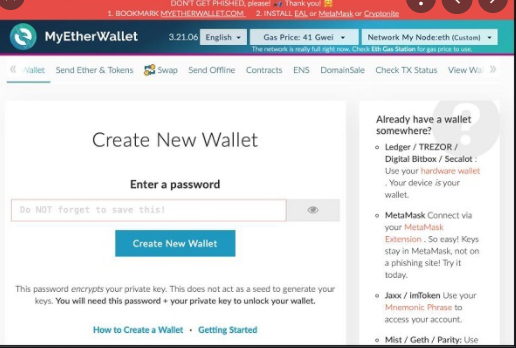 DON'T GET PHISHED, please! Thank you!
1. BOOKMARK MYETHERWALLET.COM 2. INSTALL EAL or MetaMask or Cryptonite
MyEtherWallet
3.21.06 English Gas Price: 41 Gwei Network My Node:eth (Custom)
The network is really full right now. Check Eth Gas Station for gas price to use.
Wallet Send Ether & Tokens Swap Send Offline Contracts ENS DomainSale Check TX Status View Wa
Create New Wallet
Enter a password
Do NOT forget to save this!
Create New Wallet
This password encrypts your private key. This does not act as a seed to generate your
keys. You will need this password + your private key to unlock your wallet.
How to Create a Wallet • Getting Started
Already have a wallet
somewhere?
Ledger / TREZOR /
Digital Bitbox / Secalot :
Use your hardware wallet
. Your device is your
wallet.
MetaMask Connect via
your MetaMask
Extension . So easy! Keys
stay in MetaMask, not on
a phishing site! Try it
today.
Jaxx / imToken Use your
Mnemonic Phrase to
access your account.
Mist / Geth / Parity: Use